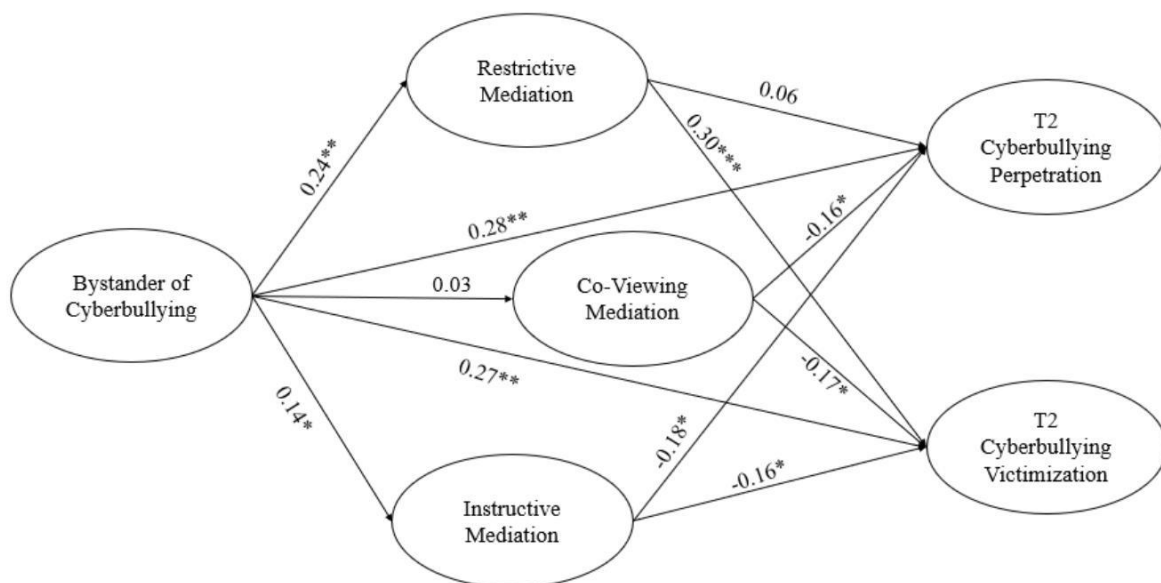 Restrictive
Mediation
0.06
T2
Cyberbullying
Perpetration
0.30***
0.24**
0.28**
-0.16*
Bystander of
Cyberbullying
0.03
Co-Viewing
Mediation
0.27**
-0.17*
0.14*
T2
Cyberbullying
Victimization
-0.18*
-0.16*
Instructive
Mediation